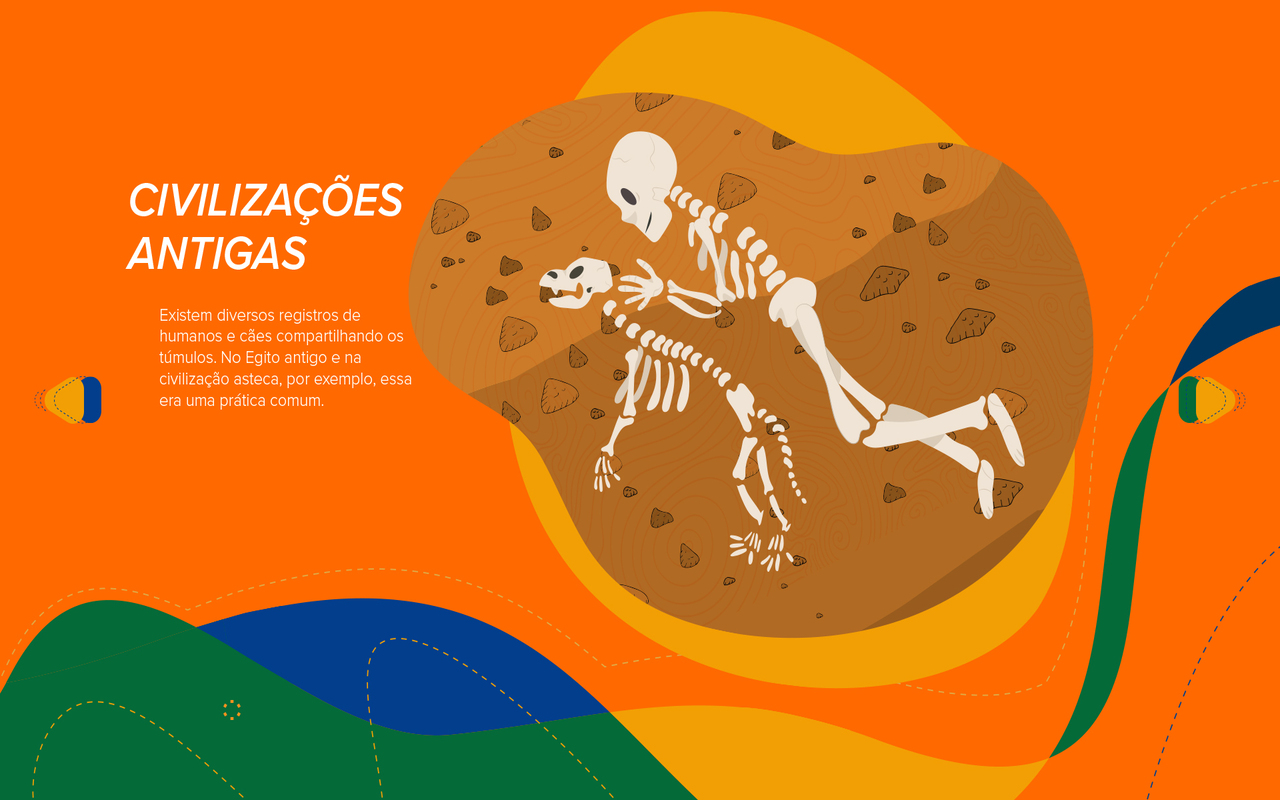 CIVILIZAÇÕES
ANTIGAS
Existem diversos registros de
humanos e cães compartilhando os
túmulos. No Egito antigo e na
civilização asteca, por exemplo, essa
era uma prática comum.